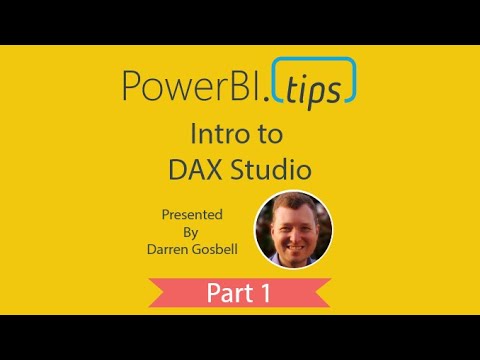 PowerBI.tips
Intro to
DAX Studio
Presented
By
Darren Gosbell
Part 1